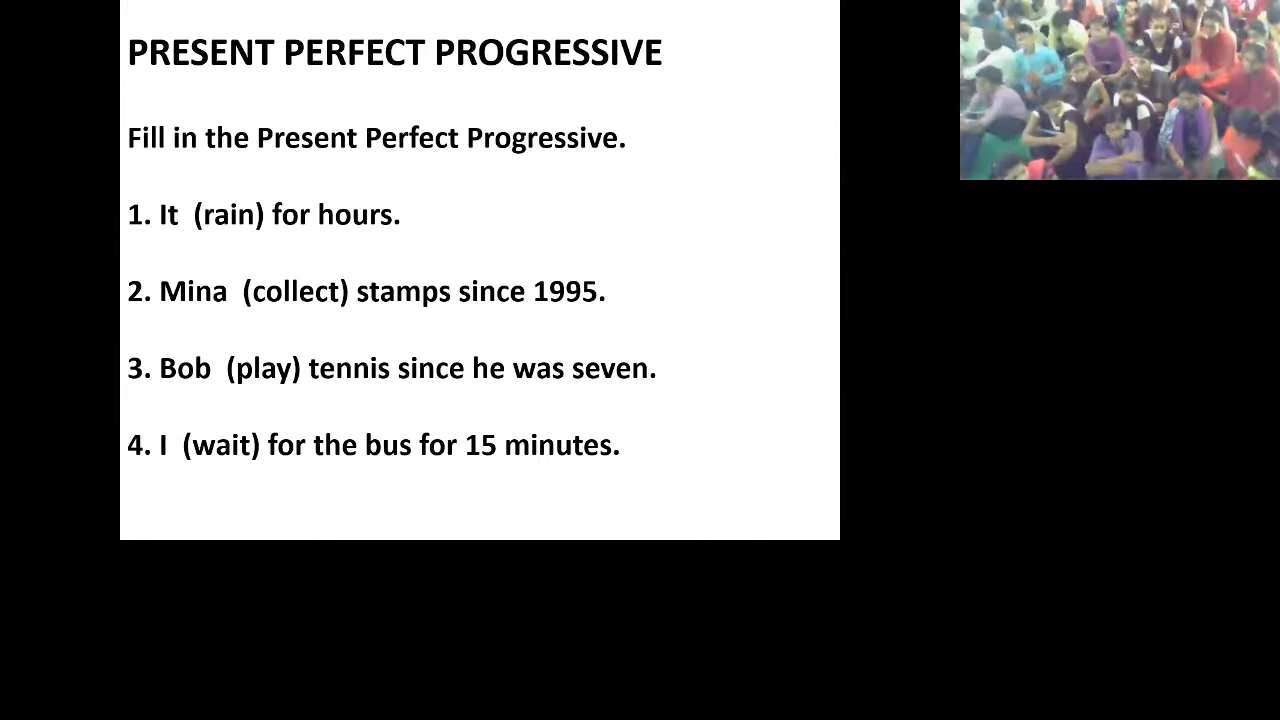 PRESENT PERFECT PROGRESSIVE
Fill in the Present Perfect Progressive.
1. It  (rain) for hours.
2. Mina  (collect) stamps since 1995.
3. Bob  (play) tennis since he was seven.
4. I  (wait) for the bus for 15 minutes.